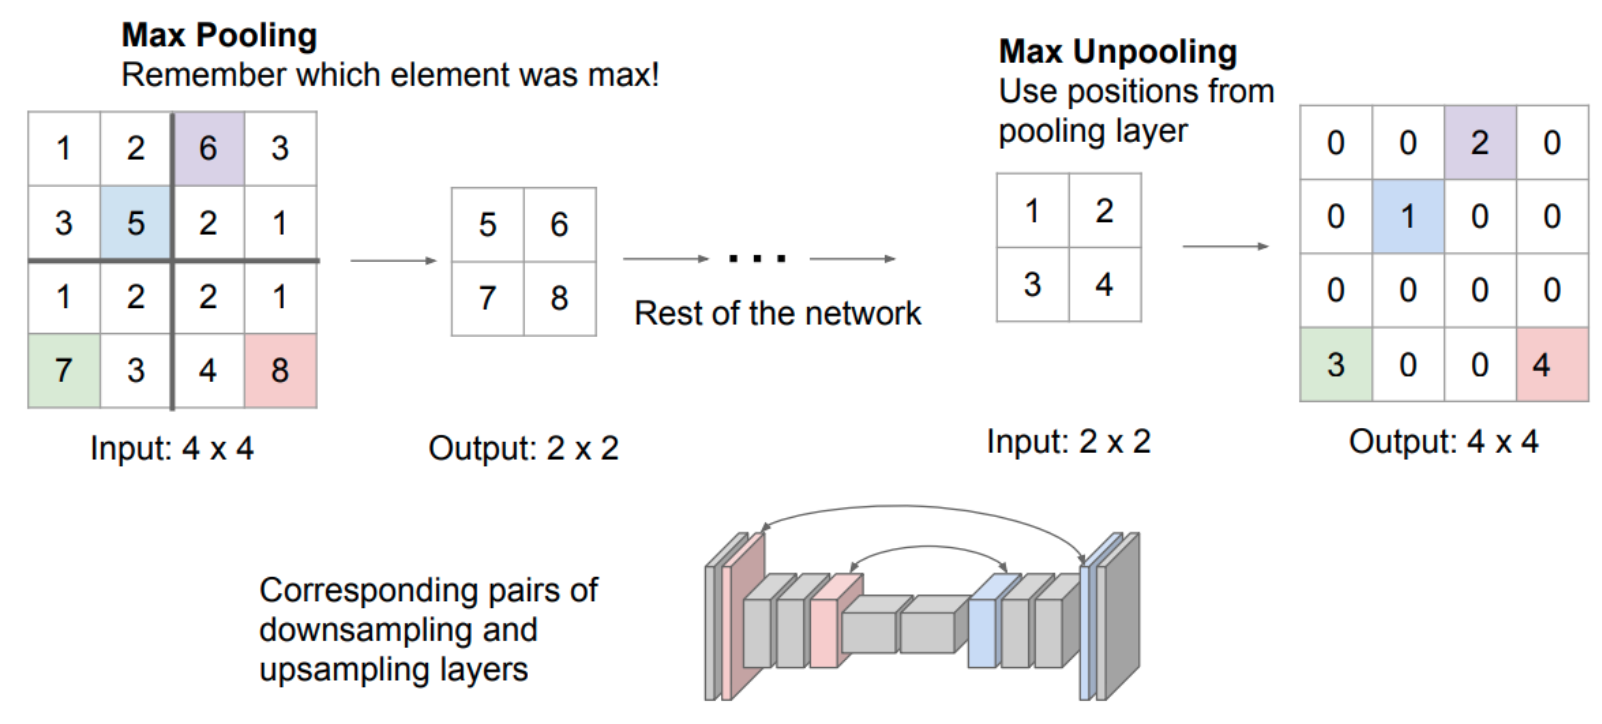 Max Pooling
Remember which element was max!
1 2 6 3
3 5 2 1
1 2 2 1
7 3 4 8
Input: 4 x 4
5 6
7 8
Output: 2 x 2
Rest of the network
Max Unpooling
Use positions from
pooling layer
1 2
3 4
Input: 2 x 2
0 0 2 0
0 1 0 0
0 0 0 0
3 0 0 4
Output: 4 x 4
Corresponding pairs of
downsampling and
upsampling layers